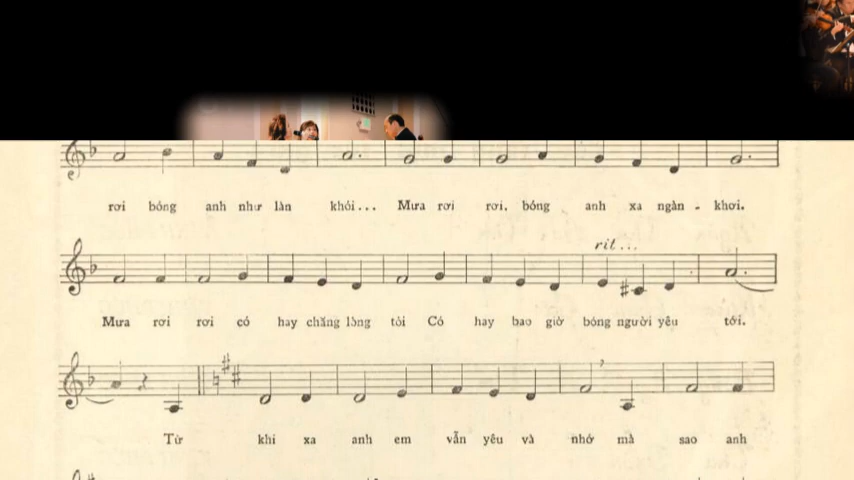 rơi bóng anh như làn khói... Mưa rơi rơi. bóng anh xa ngàn - khơi.
rit...
Mưa rơi rơi có hay chăng lòng tôi Có hay bao giờ bóng người yêu tới.
Từ khi xa anh em vẫn yêu và nhớ mà sao anh